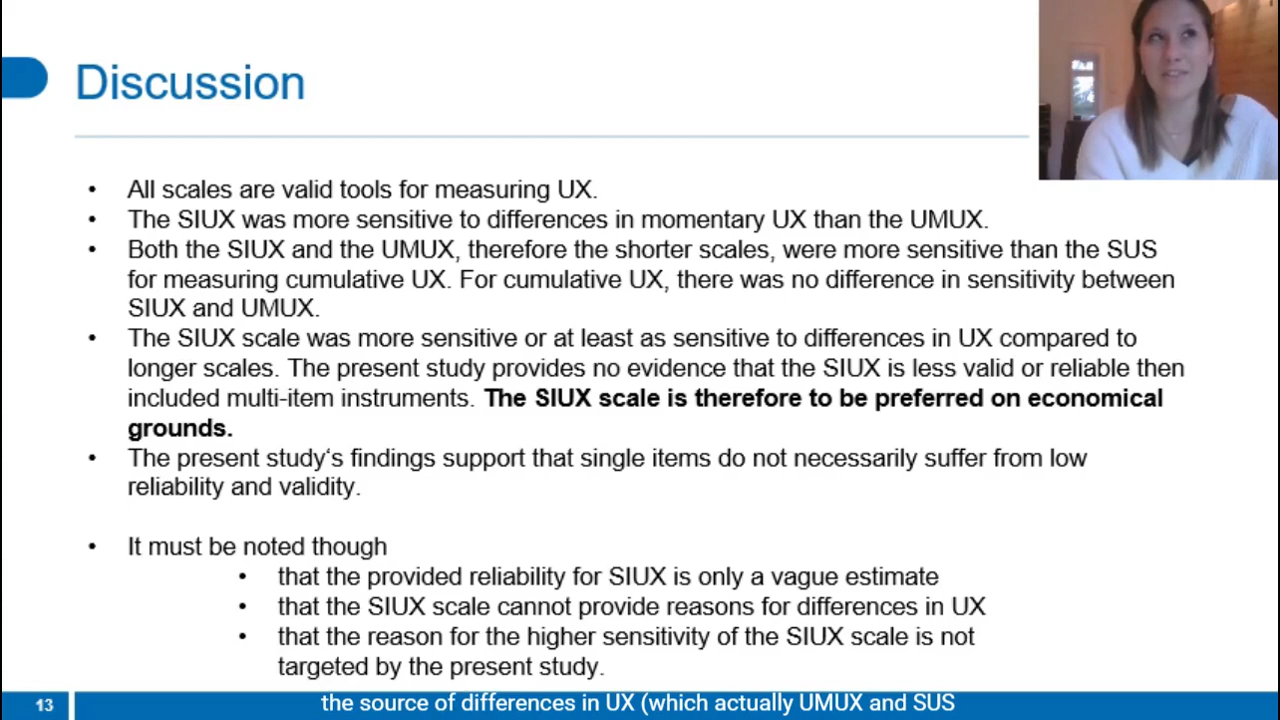 Discussion
• All scales are valid tools for measuring UX.
• The SIUX was more sensitive to differences in momentary UX than the UMUX.
• Both the SIUX and the UMUX, therefore the shorter scales, were more sensitive than the SUS
for measuring cumulative UX. For cumulative UX, there was no difference in sensitivity between
SIUX and UMUX.
• The SIUX scale was more sensitive or at least as sensitive to differences in UX compared to
longer scales. The present study provides no evidence that the SIUX is less valid or reliable then
included multi-item instruments. The SIUX scale is therefore to be preferred on economical
grounds.
• The present study‘s findings support that single items do not necessarily suffer from low
reliability and validity.
• It must be noted though
• that the provided reliability for SIUX is only a vague estimate
• that the SIUX scale cannot provide reasons for differences in UX
• that the reason for the higher sensitivity of the SIUX scale is not
targeted by the present study.
13
the source of differences in UX (which actually UMUX and SUS